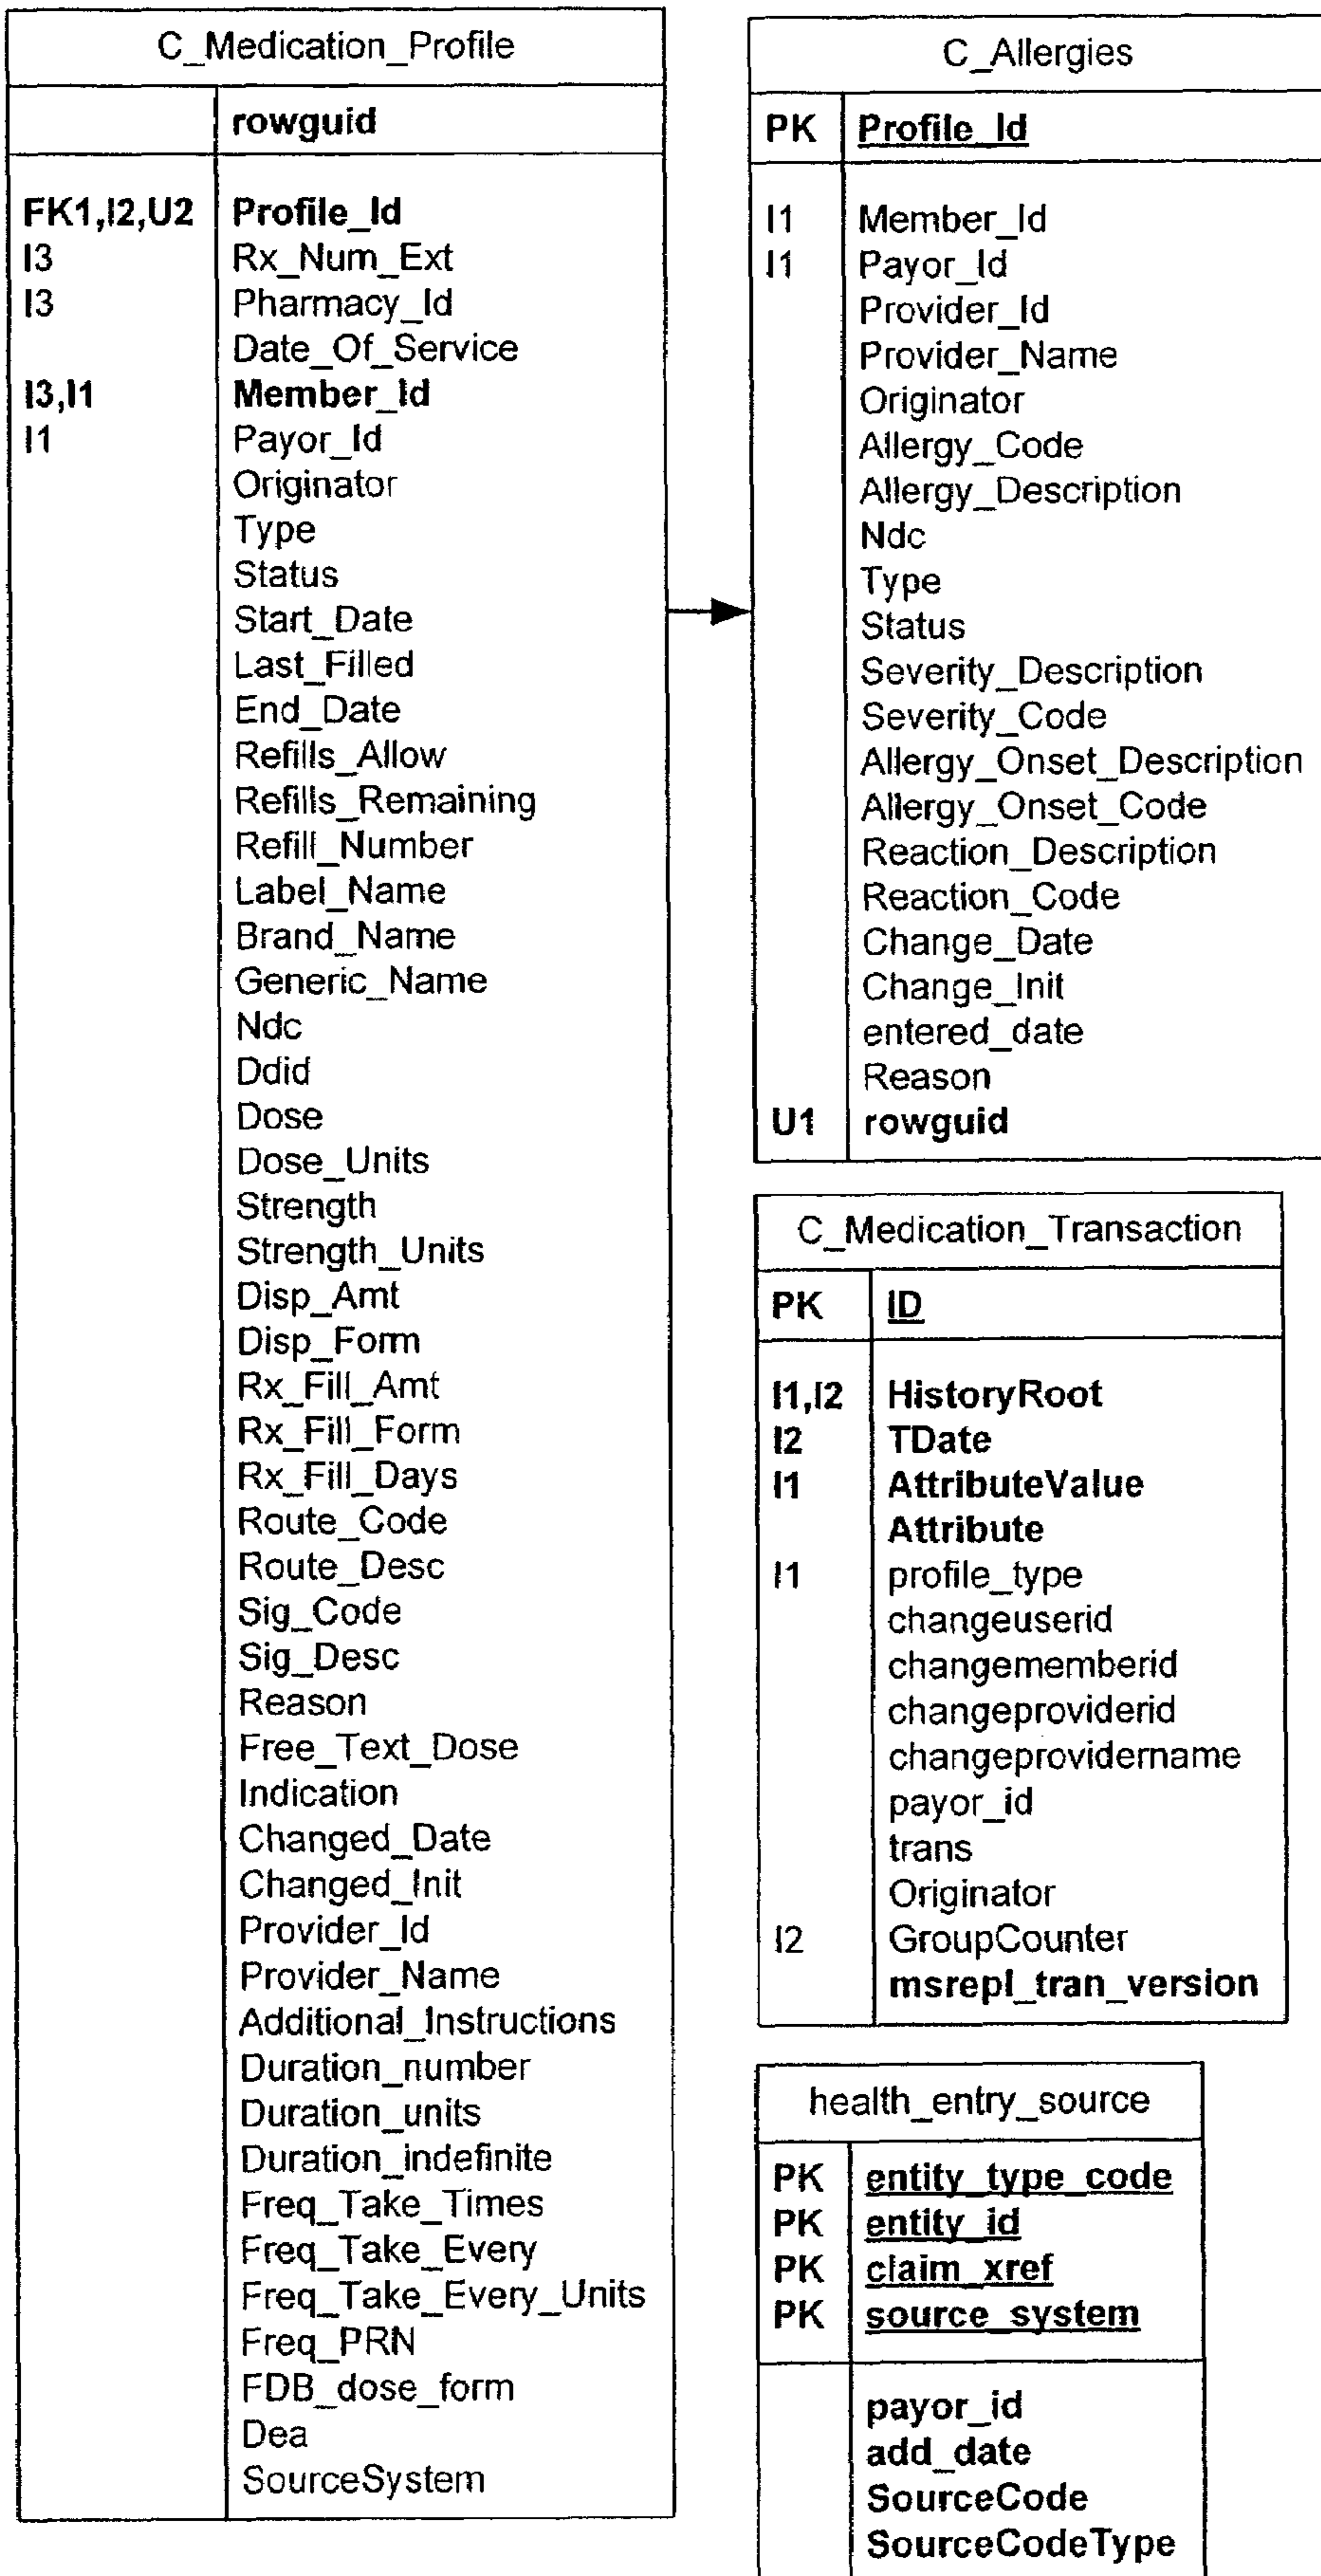 C_Medication_Profile
rowguid
FK1,I2,U2 Profile_Id
I3 Rx_Num_Ext
I3 Pharmacy_Id
Date_Of_Service
I3,I1 Member_Id
I1 Payor_Id
Originator
Type
Status
Start_Date
Last_Filled
End_Date
Refills_Allow
Refills_Remaining
Refill_Number
Label_Name
Brand_Name
Generic_Name
Ndc
Ddid
Dose
Dose_Units
Strength
Strength_Units
Disp_Amt
Disp_Form
Rx_Fill_Amt
Rx_Fill_Form
Rx_Fill_Days
Route_Code
Route_Desc
Sig_Code
Sig_Desc
Reason
Free_Text_Dose
Indication
Changed_Date
Changed_Init
Provider_Id
Provider_Name
Additional_Instructions
Duration_number
Duration_units
Duration_indefinite
Freq_Take_Times
Freq_Take_Every
Freq_Take_Every_Units
Freq_PRN
FDB_dose_form
Dea
SourceSystem
C_Allergies
PK Profile_Id
I1 Member_Id
I1 Payor_Id
Provider_Id
Provider_Name
Originator
Allergy_Code
Allergy_Description
Ndc
Type
Status
Severity_Description
Severity_Code
Allergy_Onset_Description
Allergy_Onset_Code
Reaction_Description
Reaction_Code
Change_Date
Change_Init
entered_date
Reason
U1 rowguid
C_Medication_Transaction
PK ID
I1,I2 HistoryRoot
I2 TDate
I1 AttributeValue
Attribute
I1 profile_type
changeuserid
changememberid
changeproviderid
changeprovidername
payor_id
trans
Originator
I2 GroupCounter
msrepl_tran_version
health_entry_source
PK entity_type_code
PK entity_id
PK claim_xref
PK source_system
payor_id
add_date
SourceCode
SourceCodeType